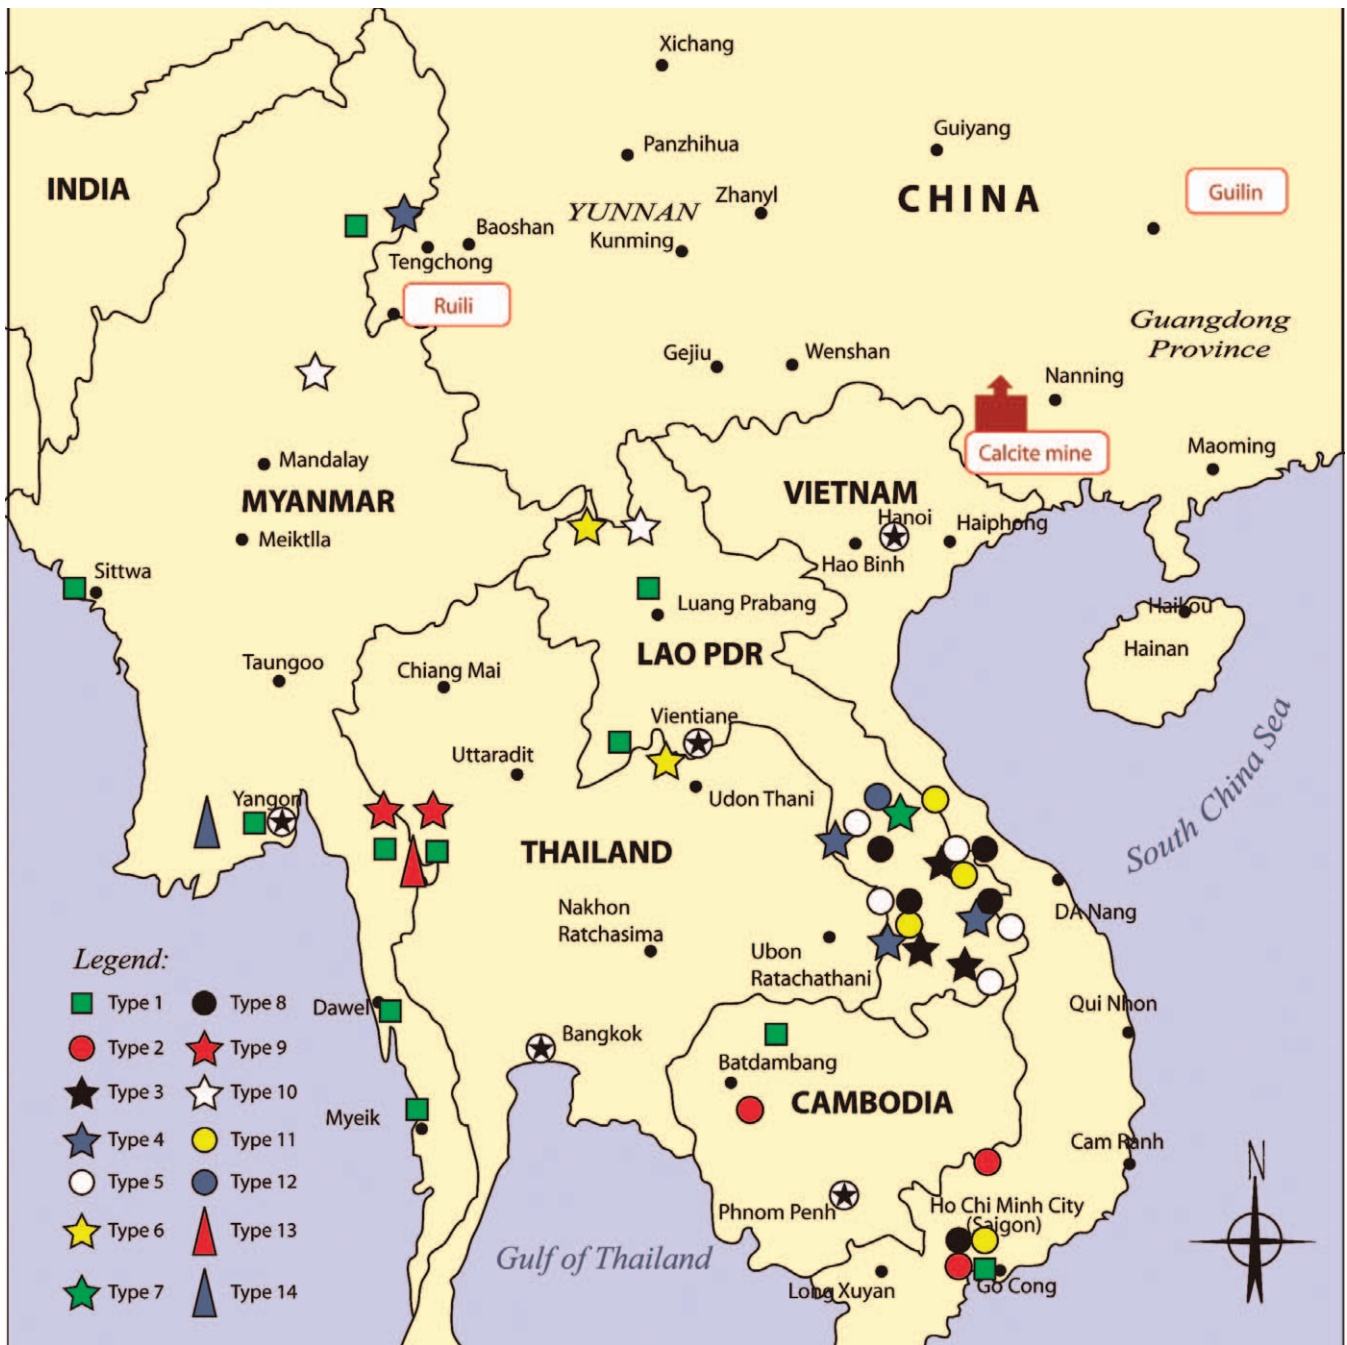 Xichang
Guiyang
Panzhihua
INDIA
Guilin
Zhanyl
CHINA
YUNNAN
Baoshan
Kunming
Tengchong
Ruili
Guangdong
Province
Gejiu
Wenshan
Nanning
Maoming
Calcite mine
Mandalay
MYANMAR
VIETNAM
Hanoi
Haiphong
Meiktlla
Hao Binh
Sittwa
Luang Prabang
Haikou
Hainan
LAO PDR
Taungoo
Chiang Mai
Vientiane
Uttaradit
South China Sea
Yangon
Udon Thani
THAILAND
Nakhon
Ratchasima
DA Nang
Ubon
Ratachathani
Legend:
Type 1
Type 8
Dawel
Qui Nhon
Type 2
Type 9
Bangkok
Batdambang
Type 3
Type 10
CAMBODIA
Myeik
Type 4
Type 11
Cam Ranh
N
Type 5
Type 12
Phnom Penh
Ho Chi Minh City
(Saigon)
Type 6
Type 13
Gulf of Thailand
Type 7
Type 14
Long Xuyan
Go Cong